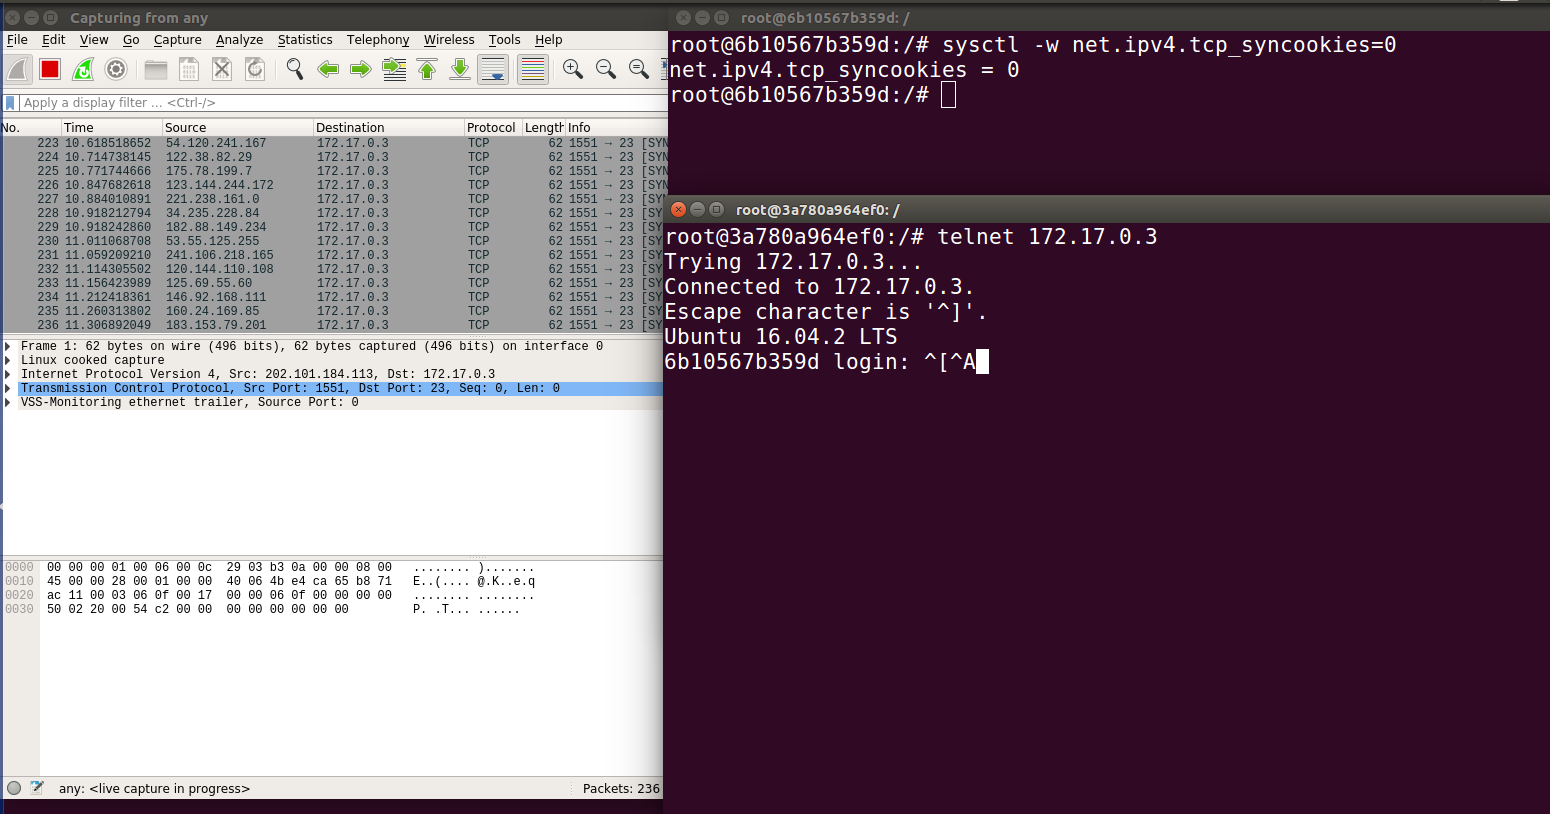 Capturing from any
File Edit View Go Capture Analyze Statistics Telephony Wireless Tools Help
Apply a display filter ... <Ctrl-/>
No. Time Source Destination Protocol Length Info
223 10.618518652 54.120.241.167 172.17.0.3 TCP 62 1551 → 23 [SYN
224 10.714738145 122.38.82.29 172.17.0.3 TCP 62 1551 → 23 [SYN
225 10.771744666 175.78.199.7 172.17.0.3 TCP 62 1551 → 23 [SYN
226 10.847682618 123.144.244.172 172.17.0.3 TCP 62 1551 → 23 [SYN
227 10.884010891 221.238.161.0 172.17.0.3 TCP 62 1551 → 23 [SYN
228 10.918212794 34.235.228.84 172.17.0.3 TCP 62 1551 → 23 [SYN
229 10.918242860 182.88.149.234 172.17.0.3 TCP 62 1551 → 23 [SYN
230 11.011068708 53.55.125.255 172.17.0.3 TCP 62 1551 → 23 [SYN
231 11.059209210 241.106.218.165 172.17.0.3 TCP 62 1551 → 23 [SYN
232 11.114305502 120.144.110.108 172.17.0.3 TCP 62 1551 → 23 [SYN
233 11.156423989 125.69.55.60 172.17.0.3 TCP 62 1551 → 23 [SYN
234 11.212418361 146.92.168.111 172.17.0.3 TCP 62 1551 → 23 [SYN
235 11.260313802 160.24.169.85 172.17.0.3 TCP 62 1551 → 23 [SYN
236 11.306892049 183.153.79.201 172.17.0.3 TCP 62 1551 → 23 [SYN
Frame 1: 62 bytes on wire (496 bits), 62 bytes captured (496 bits) on interface 0
Linux cooked capture
Internet Protocol Version 4, Src: 202.101.184.113, Dst: 172.17.0.3
Transmission Control Protocol, Src Port: 1551, Dst Port: 23, Seq: 0, Len: 0
VSS-Monitoring ethernet trailer, Source Port: 0
0000 00 00 00 01 00 06 00 0c 29 03 b3 0a 00 00 08 00 ........ ).......
0010 45 00 00 28 00 01 00 00 40 06 4b e4 ca 65 b8 71 E..(.... @.K..e.q
0020 ac 11 00 03 06 0f 00 17 00 00 06 0f 00 00 00 00 ........ ........
0030 50 02 20 00 54 c2 00 00 00 00 00 00 00 00 P. .T... ......
any: <live capture in progress> Packets: 236
root@6b10567b359d: /
root@6b10567b359d:/# sysctl -w net.ipv4.tcp_syncookies=0
net.ipv4.tcp_syncookies = 0
root@6b10567b359d:/#
root@3a780a964ef0: /
root@3a780a964ef0:/# telnet 172.17.0.3
Trying 172.17.0.3...
Connected to 172.17.0.3.
Escape character is '^]'.
Ubuntu 16.04.2 LTS
6b10567b359d login: ^[^A